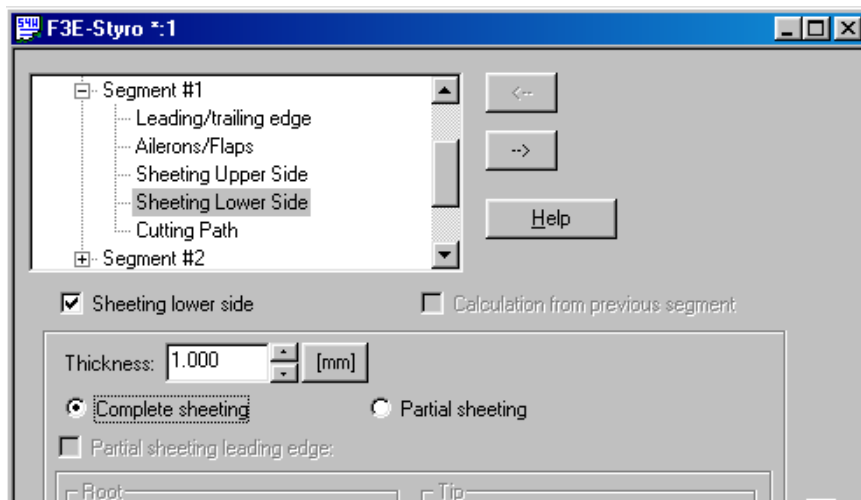 F3E-Styro *:1
Segment #1
Leading/trailing edge
Ailerons/Flaps
Sheeting Upper Side
Sheeting Lower Side
Cutting Path
Segment #2
<--
-->
Help
Sheeting lower side
Calculation from previous segment
Thickness: 1.000 [mm]
Complete sheeting
Partial sheeting
Partial sheeting leading edge:
Root
Tip